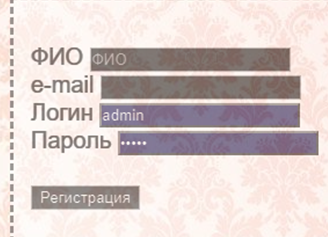 ФИО ФИО
e-mail
Логин admin
Пароль •••••
Регистрация